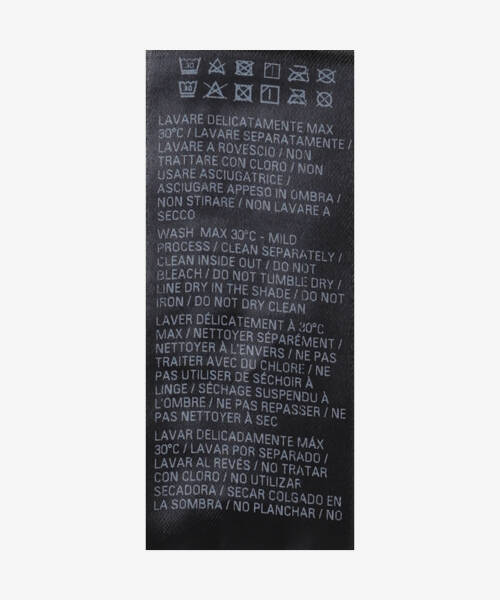 LAVARE DELICATAMENTE MAX
30°C / LAVARE SEPARATAMENTE /
LAVARE A ROVESCIO / NON
TRATTARE CON CLORO / NON
USARE ASCIUGATRICE /
ASCIUGARE APPESO IN OMBRA /
NON STIRARE / NON LAVARE A
SECCO
WASH MAX 30°C - MILD
PROCESS / CLEAN SEPARATELY /
CLEAN INSIDE OUT / DO NOT
BLEACH / DO NOT TUMBLE DRY /
LINE DRY IN THE SHADE / DO NOT
IRON / DO NOT DRY CLEAN
LAVER DÉLICATEMENT À 30°C
MAX / NETTOYER SÉPARÉMENT /
NETTOYER À L'ENVERS / NE PAS
TRAITER AVEC DU CHLORE / NE
PAS UTILISER DE SÉCHOIR À
LINGE / SÉCHAGE SUSPENDU À
L'OMBRE / NE PAS REPASSER / NE
PAS NETTOYER À SEC
LAVAR DELICADAMENTE MÁX
30°C / LAVAR POR SEPARADO /
LAVAR AL REVÉS / NO TRATAR
CON CLORO / NO UTILIZAR
SECADORA / SECAR COLGADO EN
LA SOMBRA / NO PLANCHAR / NO